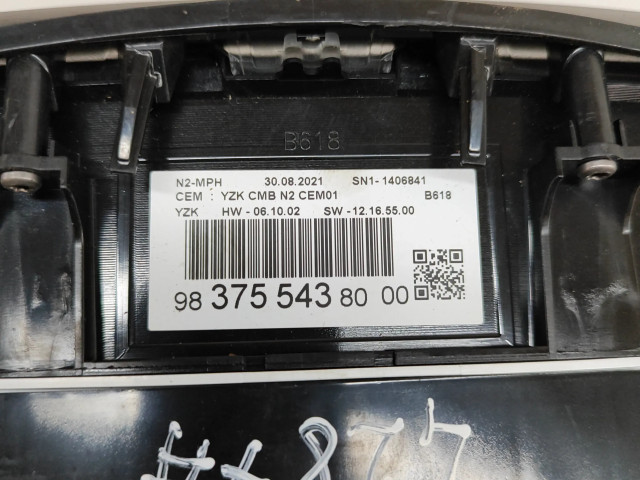 B618
N2-MPH 30.08.2021 SN1- 1406841
CEM : YZK CMB N2 CEM01 B618
YZK HW - 06.10.02 SW - 12.16.55.00
98 375 543 80 00